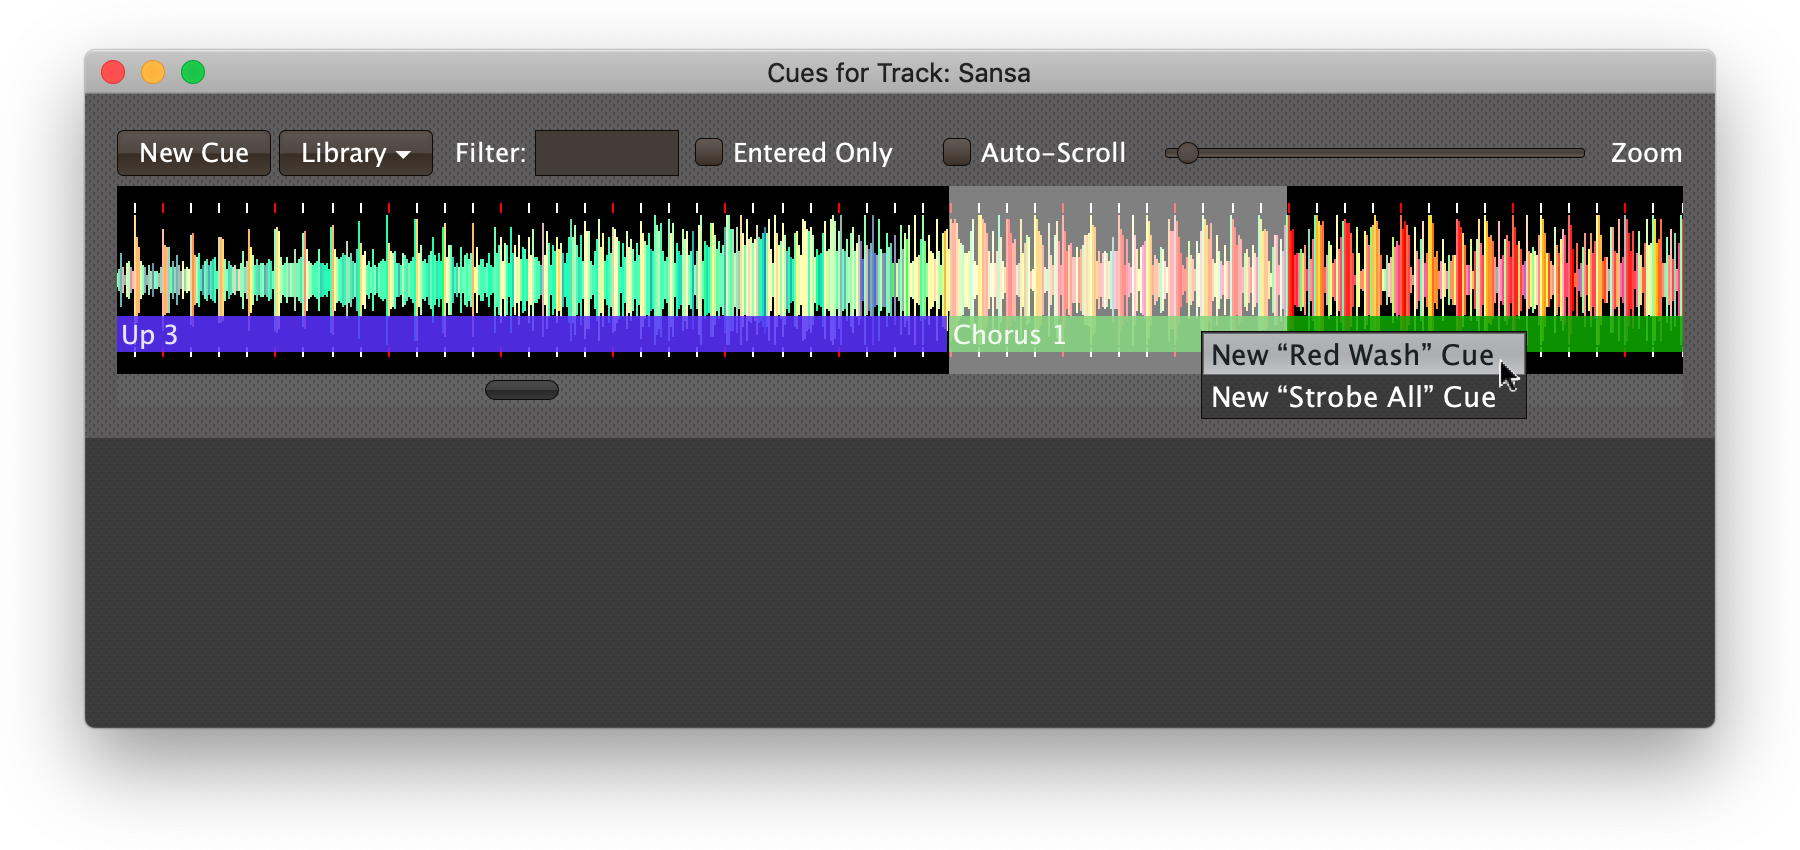 Cues for Track: Sansa
New Cue Library Filter: Entered Only Auto-Scroll Zoom
Up 3 Chorus 1
New “Red Wash” Cue
New “Strobe All” Cue